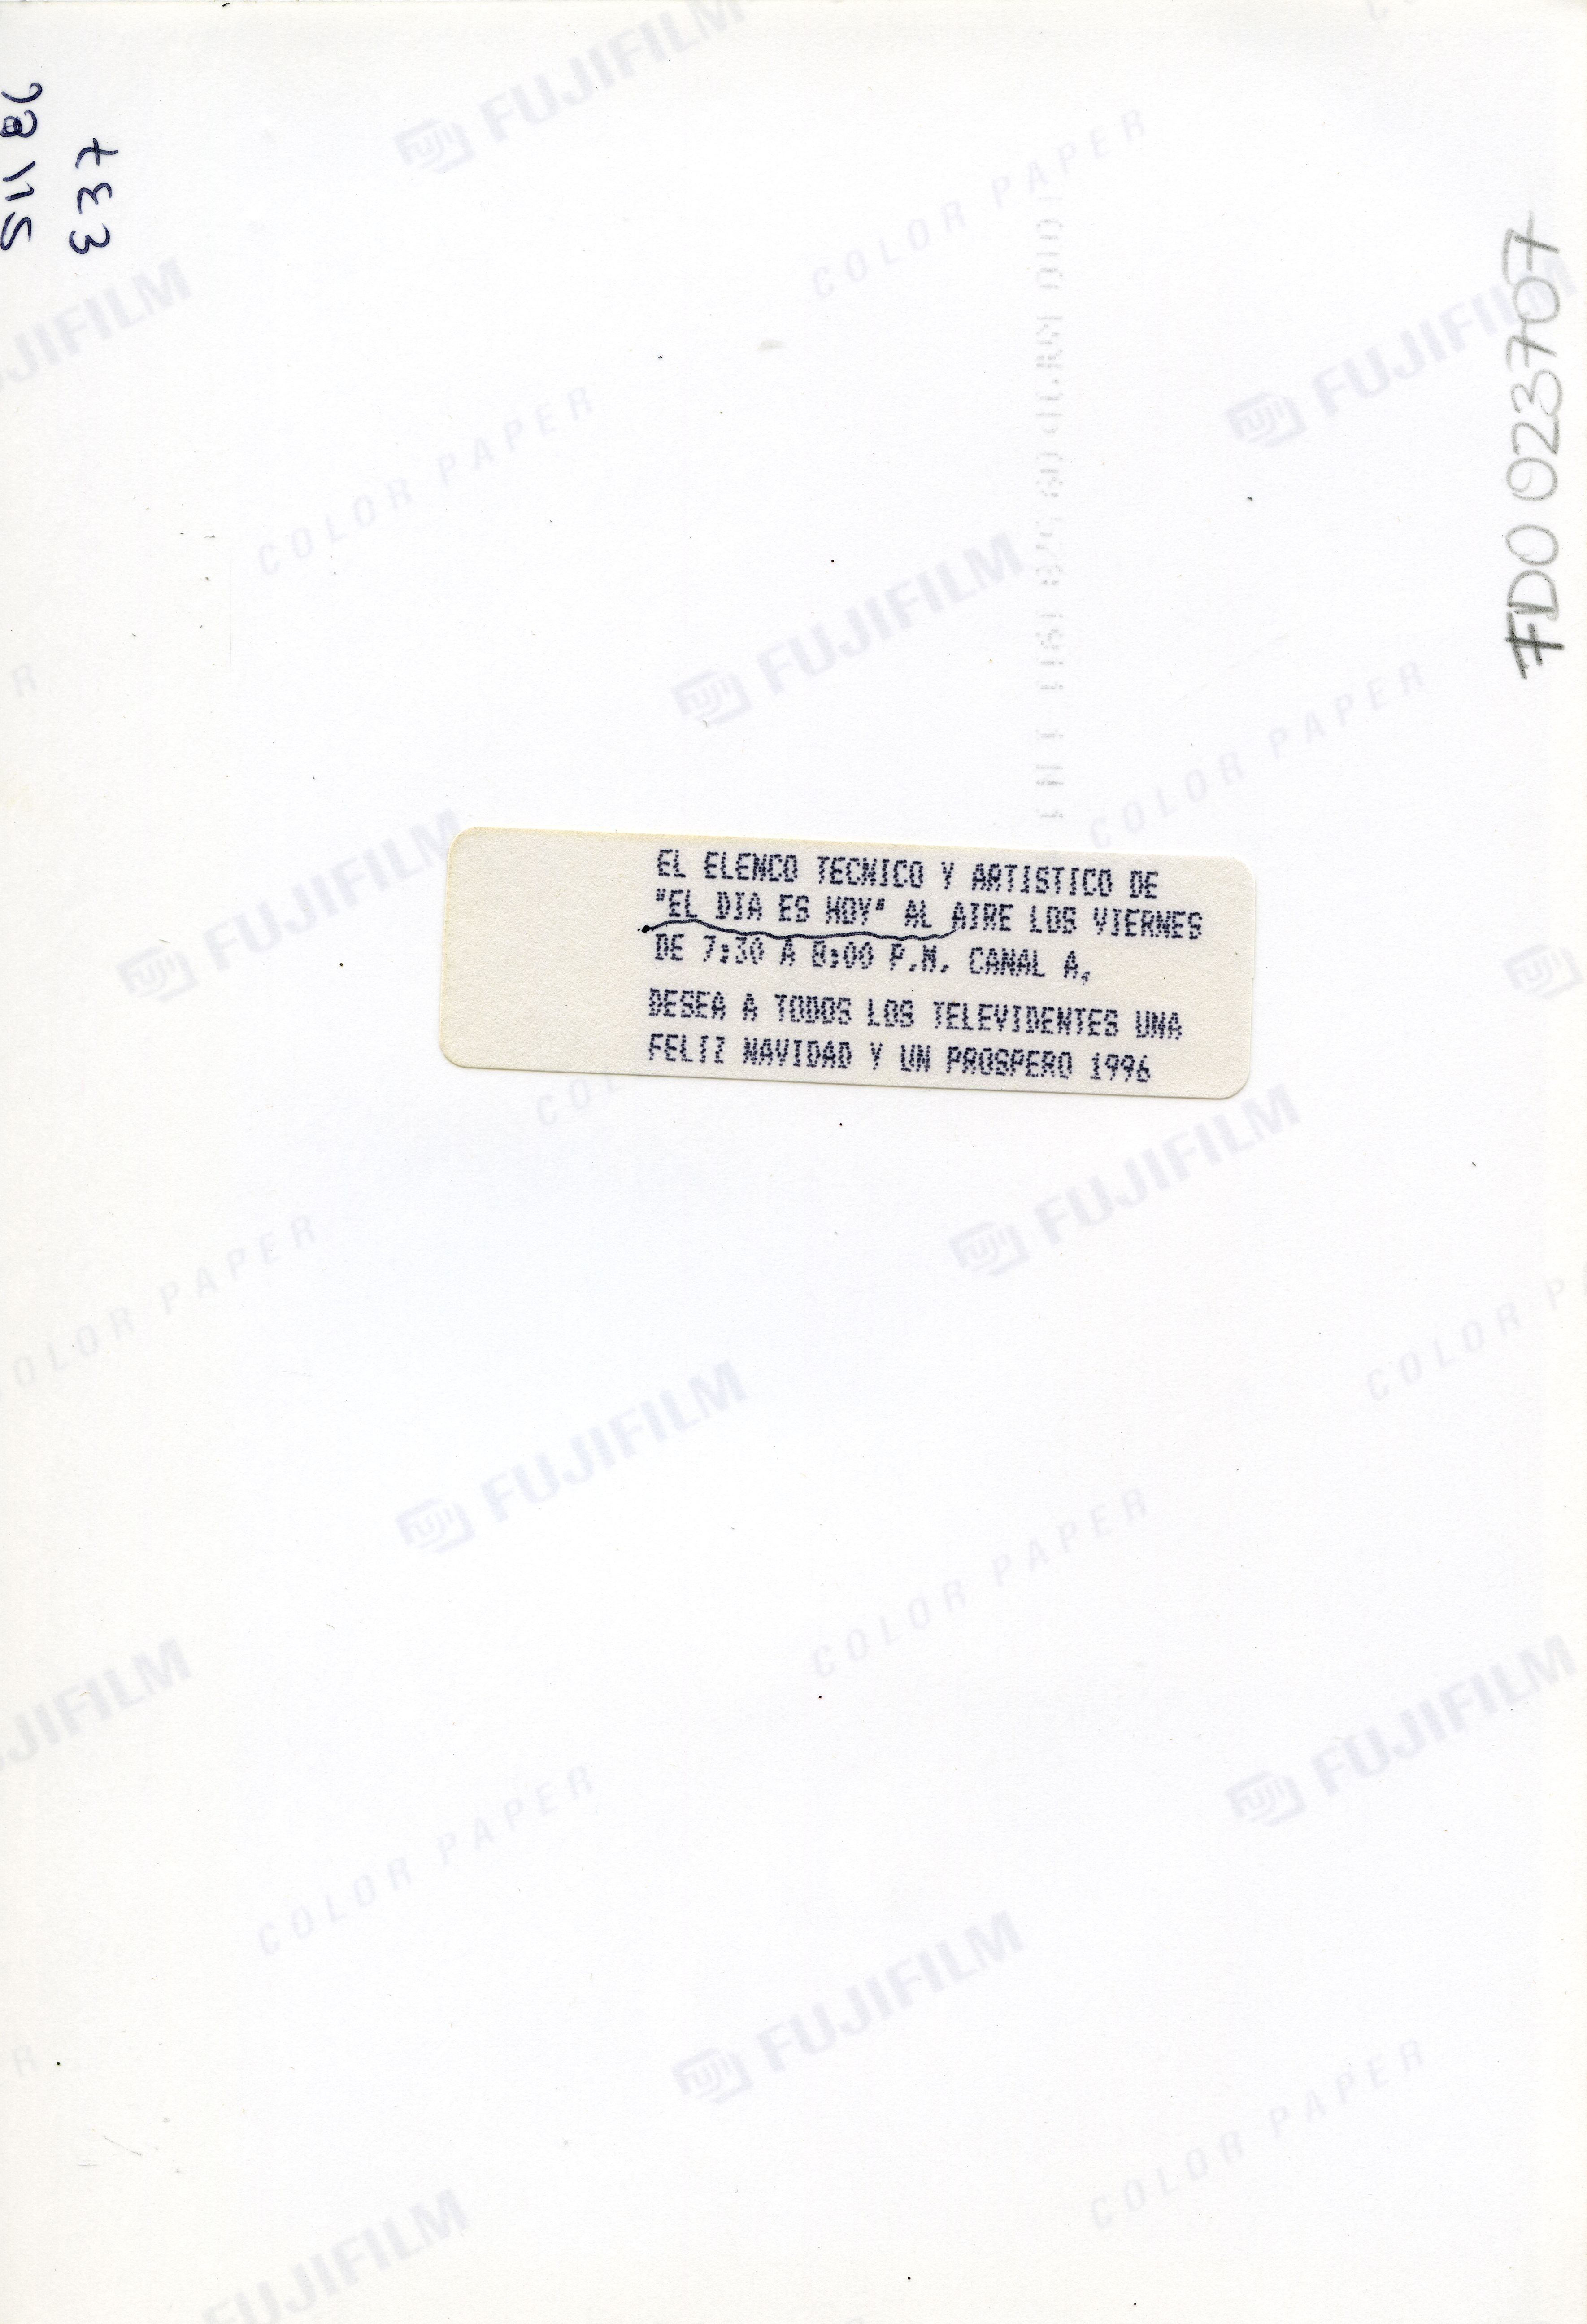 EL ELENCO TECNICO Y ARTISTICO DE
"EL DIA ES HOY" AL AIRE LOS VIERNES
DE 7:30 A 8:00 P.M. CANAL A,
DESEA A TODOS LOS TELEVIDENTES UNA
FELIZ NAVIDAD Y UN PROSPERO 1996
FDO 023707
337
FUJIFILM
COLOR PAPER